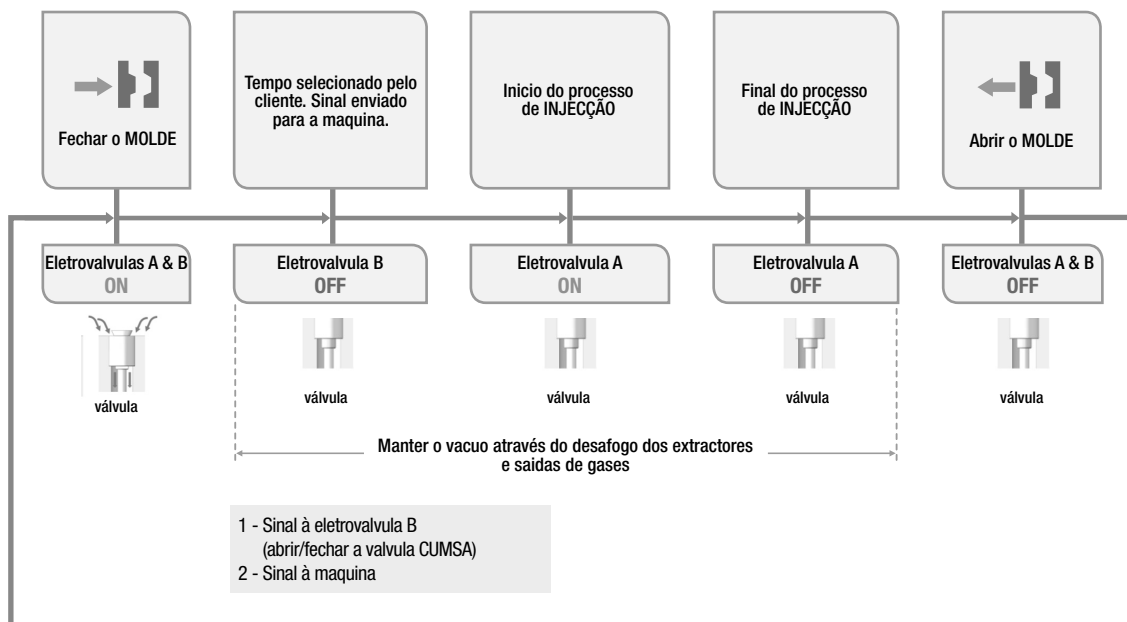 Fechar o MOLDE
Tempo selecionado pelo
cliente. Sinal enviado
para a maquina.
Inicio do processo
de INJECÇÃO
Final do processo
de INJECÇÃO
Abrir o MOLDE
Eletrovalvulas A & B
ON
Eletrovalvula B
OFF
Eletrovalvula A
ON
Eletrovalvula A
OFF
Eletrovalvulas A & B
OFF
válvula
válvula
válvula
válvula
válvula
Manter o vacuo através do desafogo dos extractores
e saidas de gases
1 - Sinal à eletrovalvula B
(abrir/fechar a valvula CUMSA)
2 - Sinal à maquina